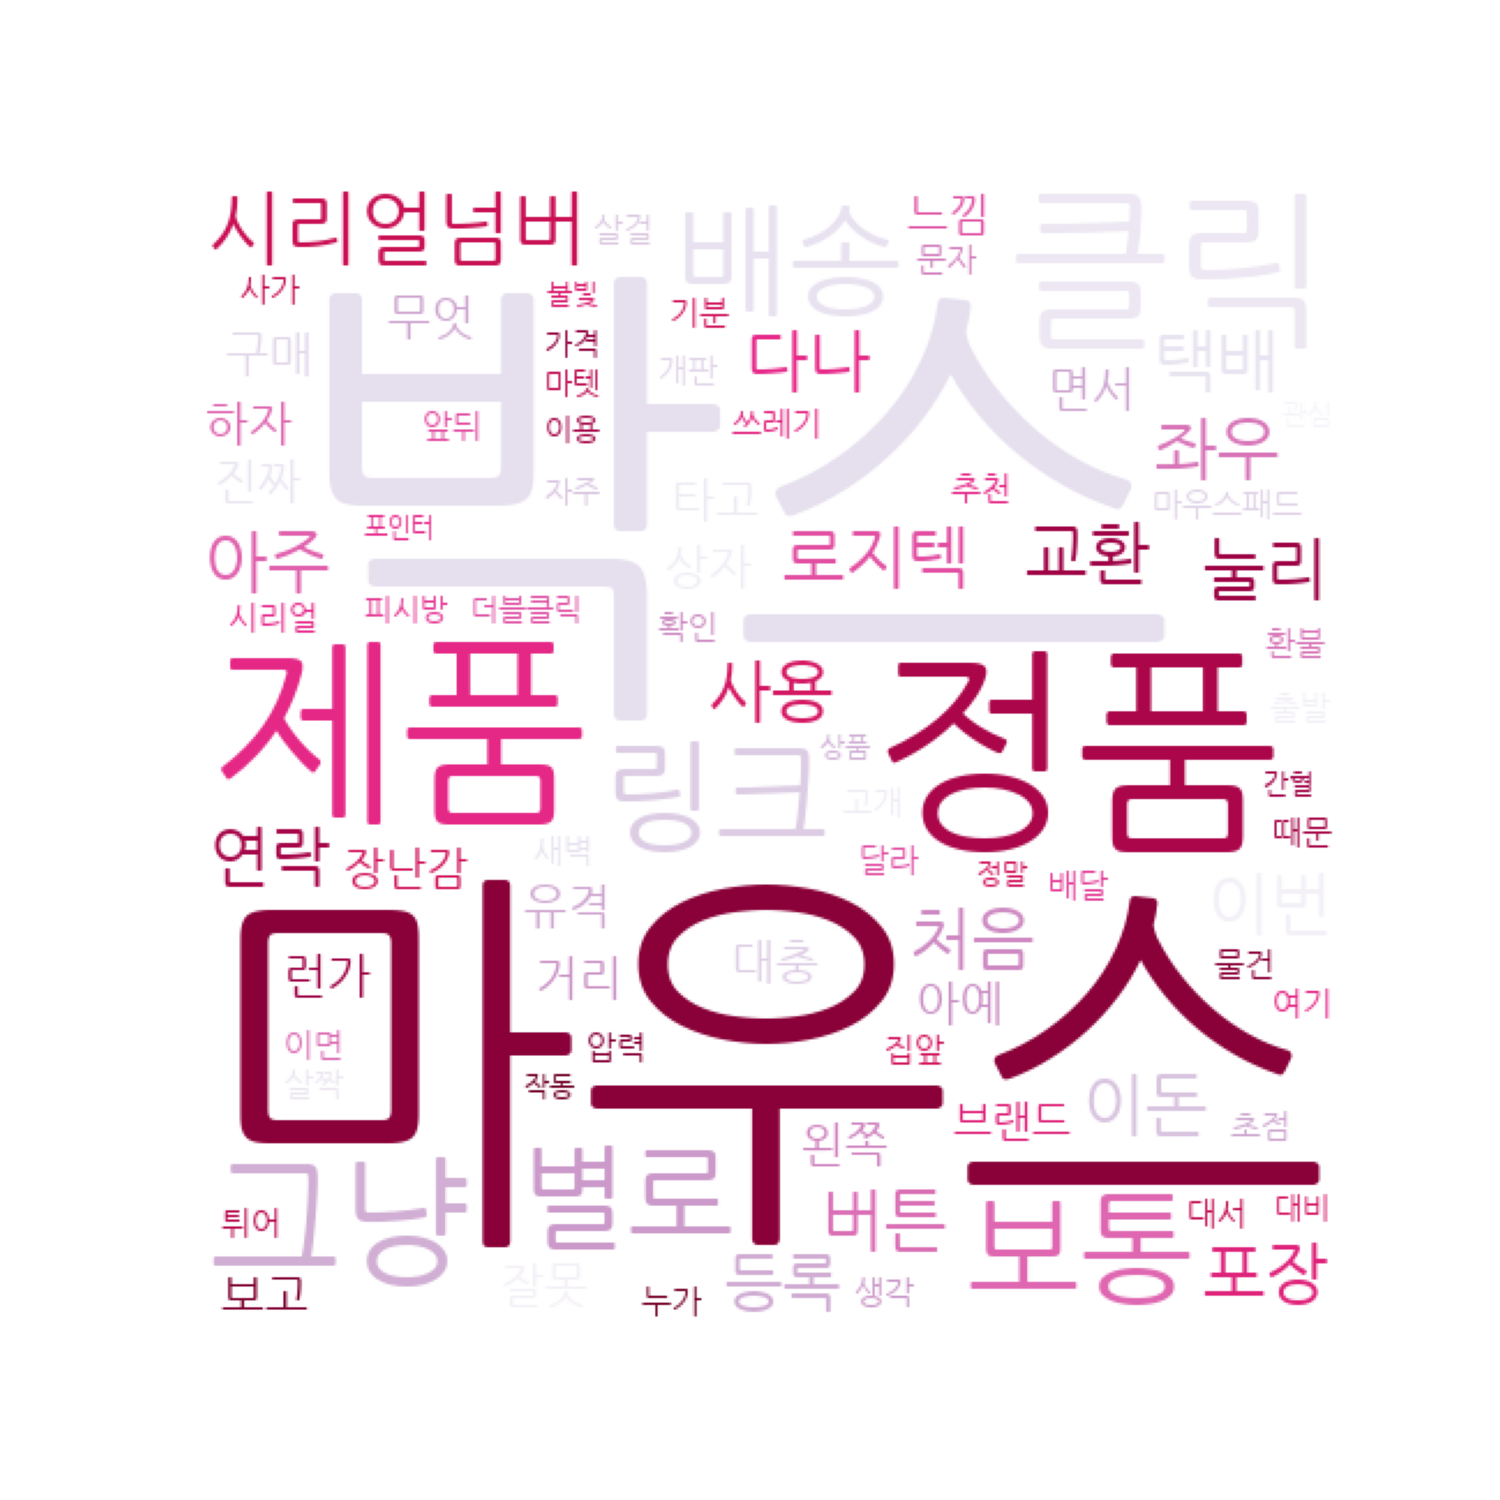 시리얼넘버
살걸
배송
느낌
클릭
문자
사가
무엇
불빛
기분
박스
구매
가격
개판
다나
택배
마텟
면서
하자
앞뒤
이용
쓰레기
좌우
관심
진짜
자주
타고
추천
마우스패드
포인터
아주
상자
로지텍
교환
눌리
시리얼
피시방
더블클릭
확인
환불
제품
사용
정품
출발
링크
상품
간헐
고개
때문
연락
장난감
새벽
달라
정말
배달
이번
유격
처음
마우스
런가
거리
대충
아예
물건
여기
이면
압력
집앞
살짝
작동
이돈
브랜드
초점
그냥
별로
왼쪽
버튼
보통
대서
대비
튀어
포장
보고
잘못
등록
생각
누가